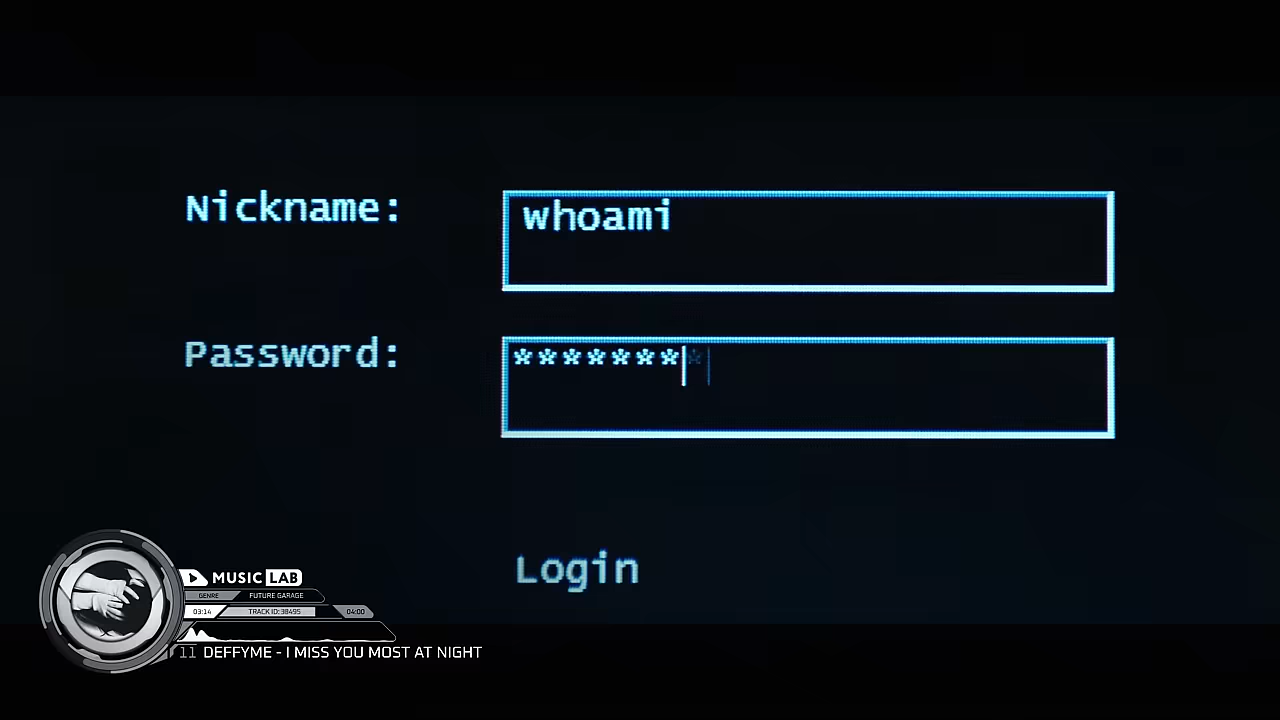 Nickname:
whoami
Password:
********
Login
MUSIC LAB
GENRE FUTURE GARAGE
03:14 TRACK ID: 38495 04:00
11 DEFFYME - I MISS YOU MOST AT NIGHT